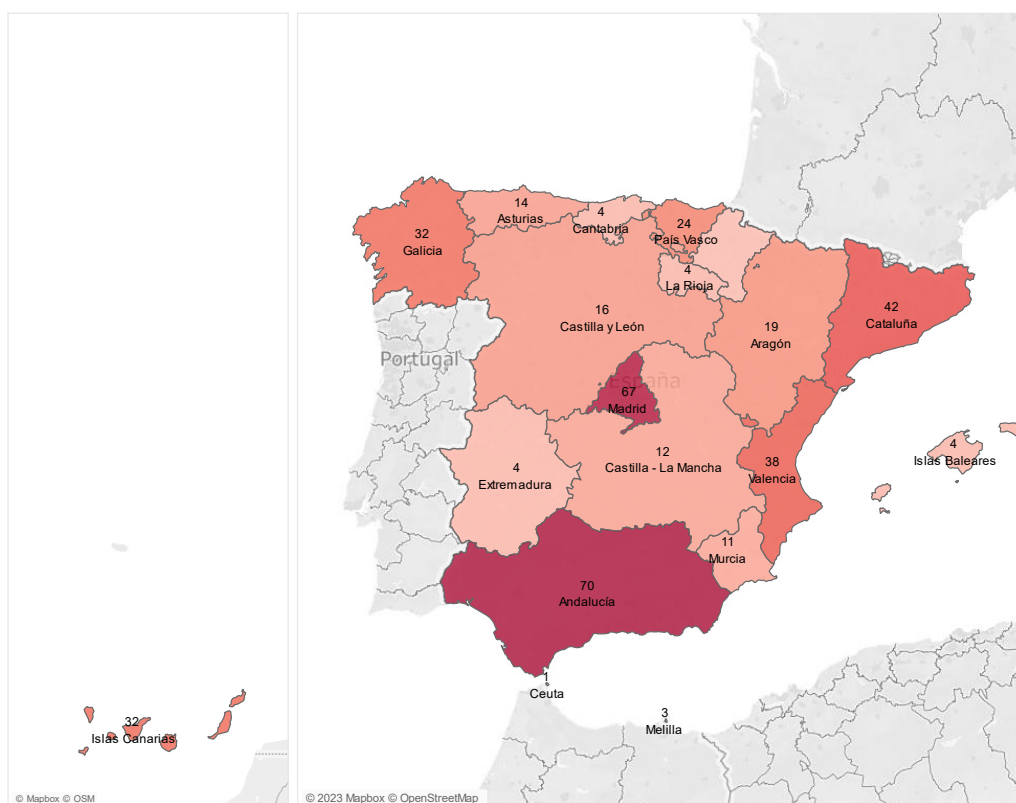 14
Asturias
4
Cantabria
24
País Vasco
32
Galicia
4
La Rioja
42
Cataluña
16
Castilla y León
19
Aragón
Portugal
España
67
Madrid
4
Islas Baleares
12
Castilla - La Mancha
38
Valencia
4
Extremadura
11
Murcia
70
Andalucía
1
Ceuta
3
Melilla
32
Islas Canarias
© Mapbox © OSM
© 2023 Mapbox © OpenStreetMap